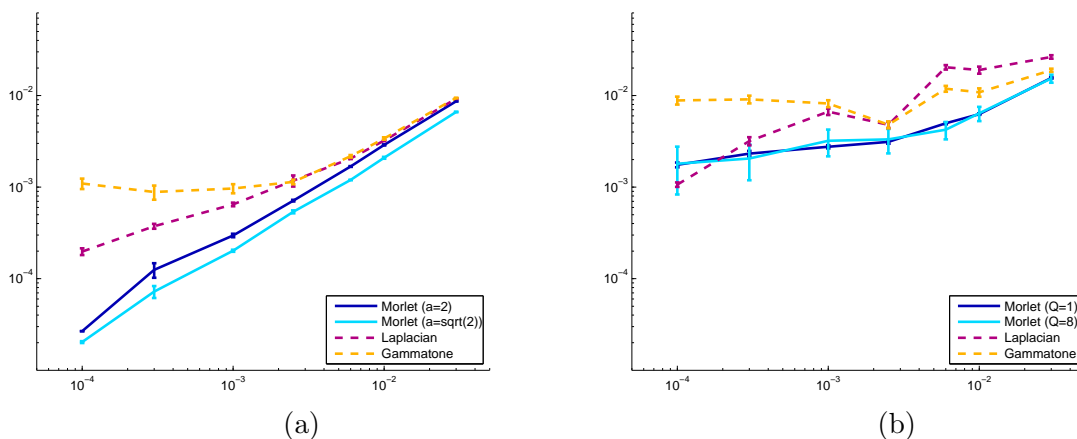 10⁻²
10⁻³
10⁻⁴
Morlet (a=2)
Morlet (a=sqrt(2))
Laplacian
Gammatone
10⁻⁴ 10⁻³ 10⁻²
(a)
10⁻²
10⁻³
10⁻⁴
Morlet (Q=1)
Morlet (Q=8)
Laplacian
Gammatone
10⁻⁴ 10⁻³ 10⁻²
(b)